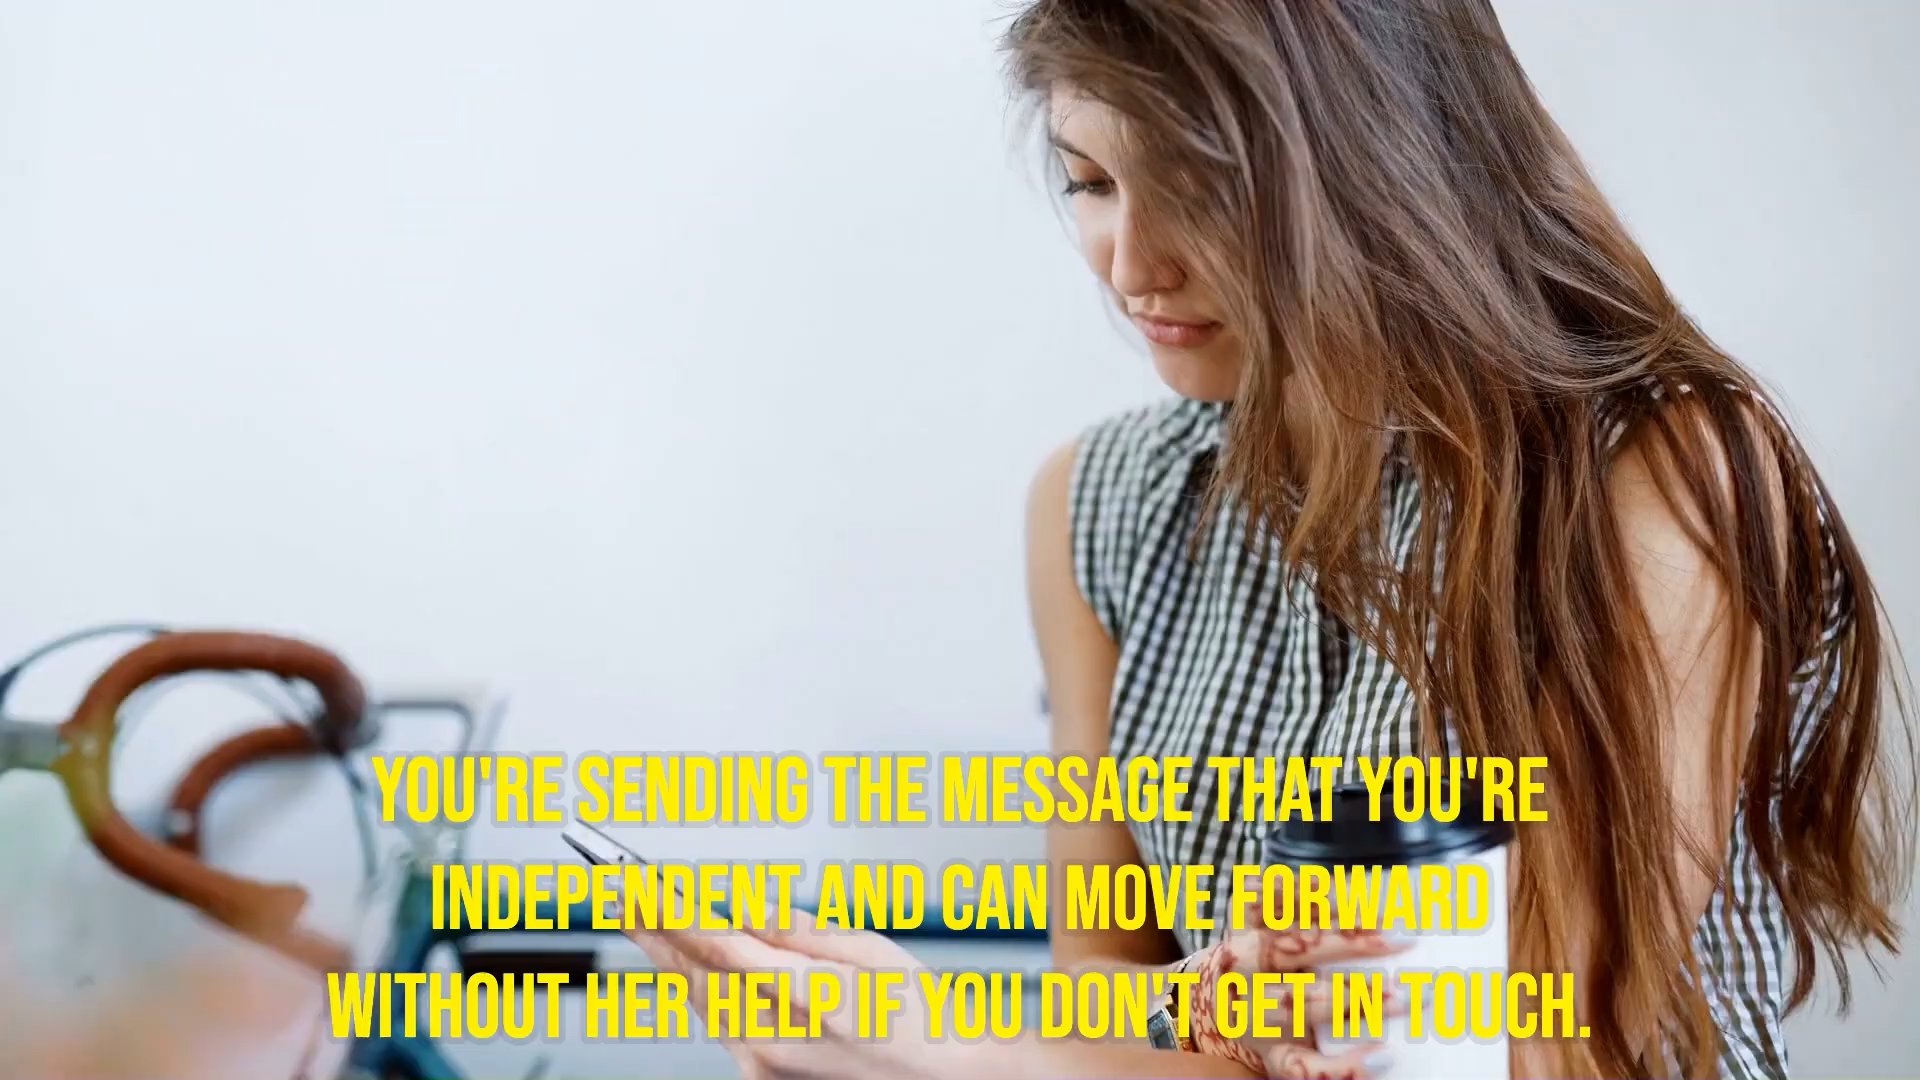 YOU'RE SENDING THE MESSAGE THAT YOU'RE
INDEPENDENT AND CAN MOVE FORWARD
WITHOUT HER HELP IF YOU DON'T GET IN TOUCH.